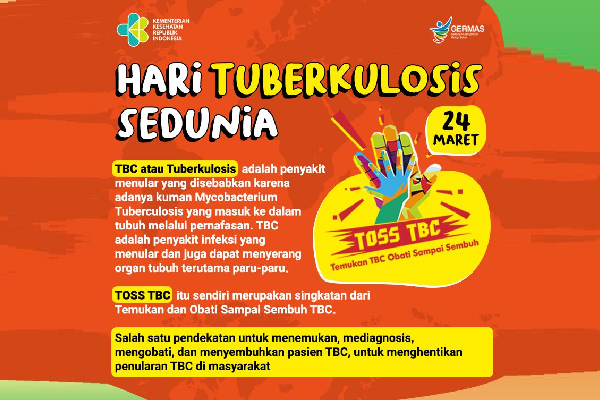 KEMENTERIAN
KESEHATAN
REPUBLIK
INDONESIA
GERMAS
HARI TUBERKULOSIS
SEDUNIA
24
MARET
TBC atau Tuberkulosis adalah penyakit
menular yang disebabkan karena
adanya kuman Mycobacterium
Tuberculosis yang masuk ke dalam
tubuh melalui pernafasan. TBC
adalah penyakit infeksi yang
menular dan juga dapat menyerang
organ tubuh terutama paru-paru.
TOSS TBC
Temukan TBC Obati Sampai Sembuh
TOSS TBC itu sendiri merupakan singkatan dari
Temukan dan Obati Sampai Sembuh TBC.
Salah satu pendekatan untuk menemukan, mediagnosis,
mengobati, dan menyembuhkan pasien TBC, untuk menghentikan
penularan TBC di masyarakat